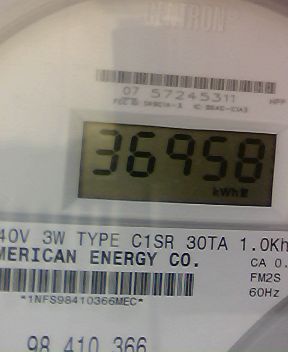 CENTRON®
07 57245311
36958
kWh
40V 3W TYPE C1SR 30TA 1.0Kh
MERICAN ENERGY CO.
CA 0.
FM2S
60Hz
*1NFS98410366MEC*
98 410 366